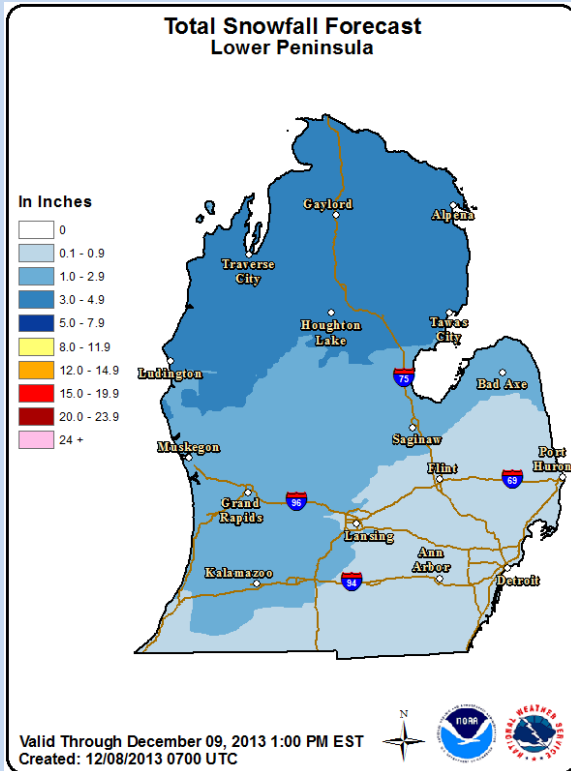 Total Snowfall Forecast
Lower Peninsula
In Inches
0
0.1 - 0.9
1.0 - 2.9
3.0 - 4.9
5.0 - 7.9
8.0 - 11.9
12.0 - 14.9
15.0 - 19.9
20.0 - 23.9
24 +
Gaylord
Alpena
Traverse
City
Houghton
Lake
Tawas
City
Ludington
75
Bad Axe
Muskegon
Saginaw
Flint
Port
Huron
69
Grand
Rapids
96
Lansing
Ann
Arbor
Kalamazoo
94
Detroit
N
NOAA
NATIONAL WEATHER
SERVICE
Valid Through December 09, 2013 1:00 PM EST
Created: 12/08/2013 0700 UTC